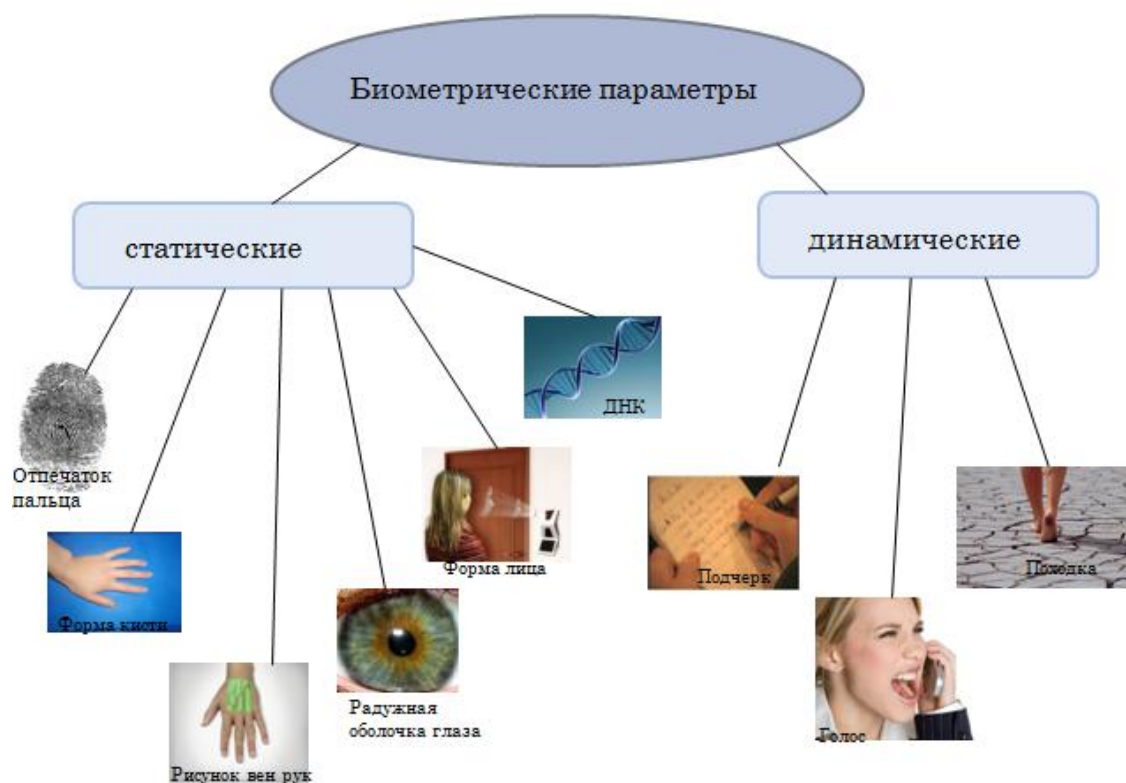 Биометрические параметры
статические
динамические
ДНК
Отпечаток
пальца
Форма лица
Подчерк
Походка
Форма кисти
Радужная
оболочка глаза
Голос
Рисунок вен рук